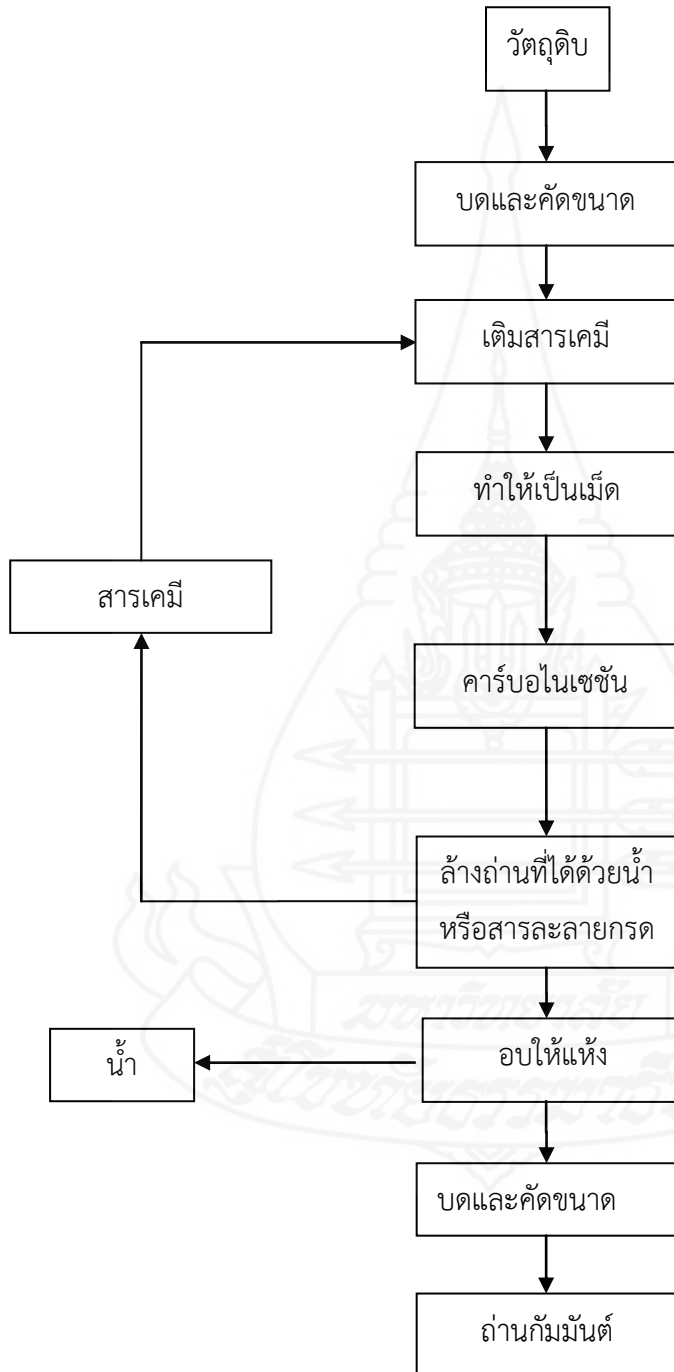 วัตถุดิบ
บดและคัดขนาด
เติมสารเคมี
ทำให้เป็นเม็ด
สารเคมี
คาร์บอไนเซชัน
ล้างถ่านที่ได้ด้วยน้ำ
หรือสารละลายกรด
อบให้แห้ง
น้ำ
บดและคัดขนาด
ถ่านกัมมันต์